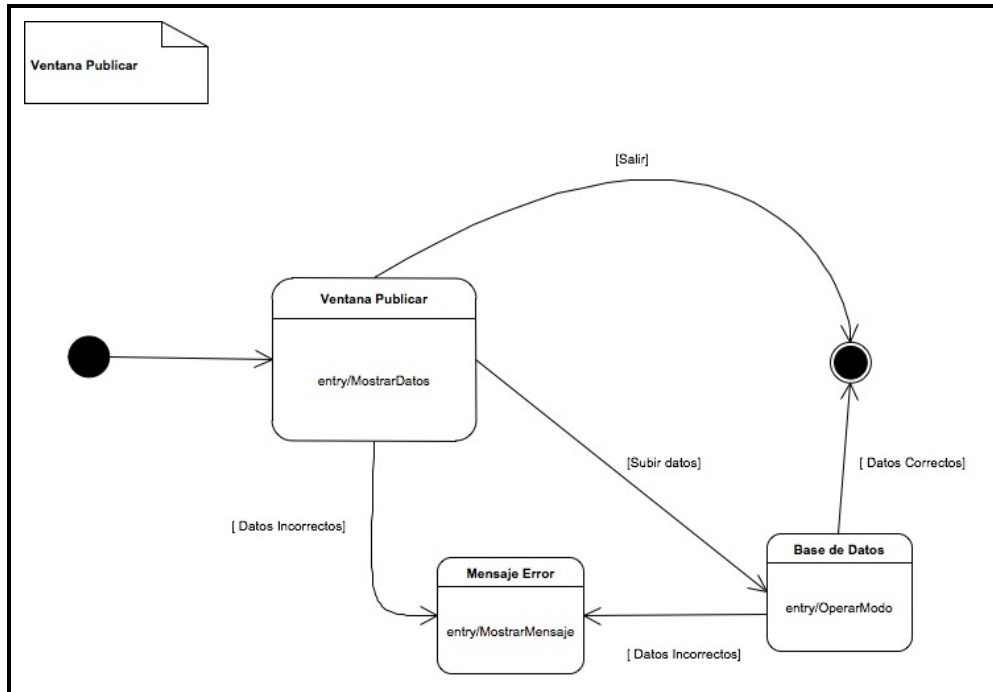 Ventana Publicar
[Salir]
Ventana Publicar
entry/MostrarDatos
[Subir datos]
[ Datos Correctos]
[ Datos Incorrectos]
Base de Datos
Mensaje Error
entry/OperarModo
entry/MostrarMensaje
[ Datos Incorrectos]